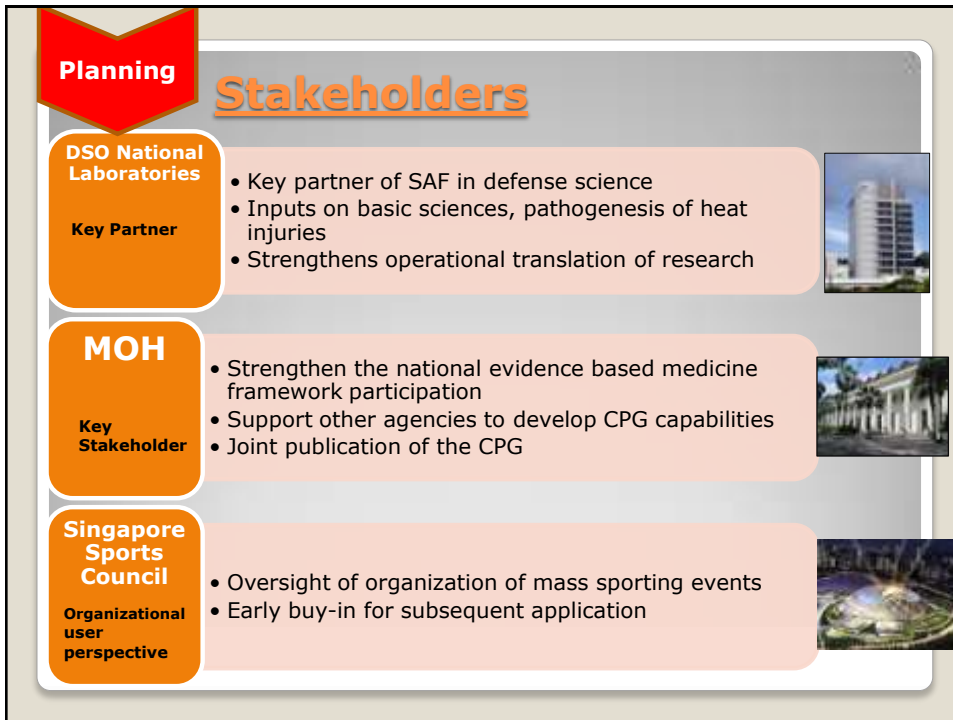 Planning
Stakeholders
DSO National
Laboratories
Key Partner
• Key partner of SAF in defense science
• Inputs on basic sciences, pathogenesis of heat
injuries
• Strengthens operational translation of research
MOH
Key
Stakeholder
• Strengthen the national evidence based medicine
framework participation
• Support other agencies to develop CPG capabilities
• Joint publication of the CPG
Singapore
Sports
Council
Organizational
user
perspective
• Oversight of organization of mass sporting events
• Early buy-in for subsequent application